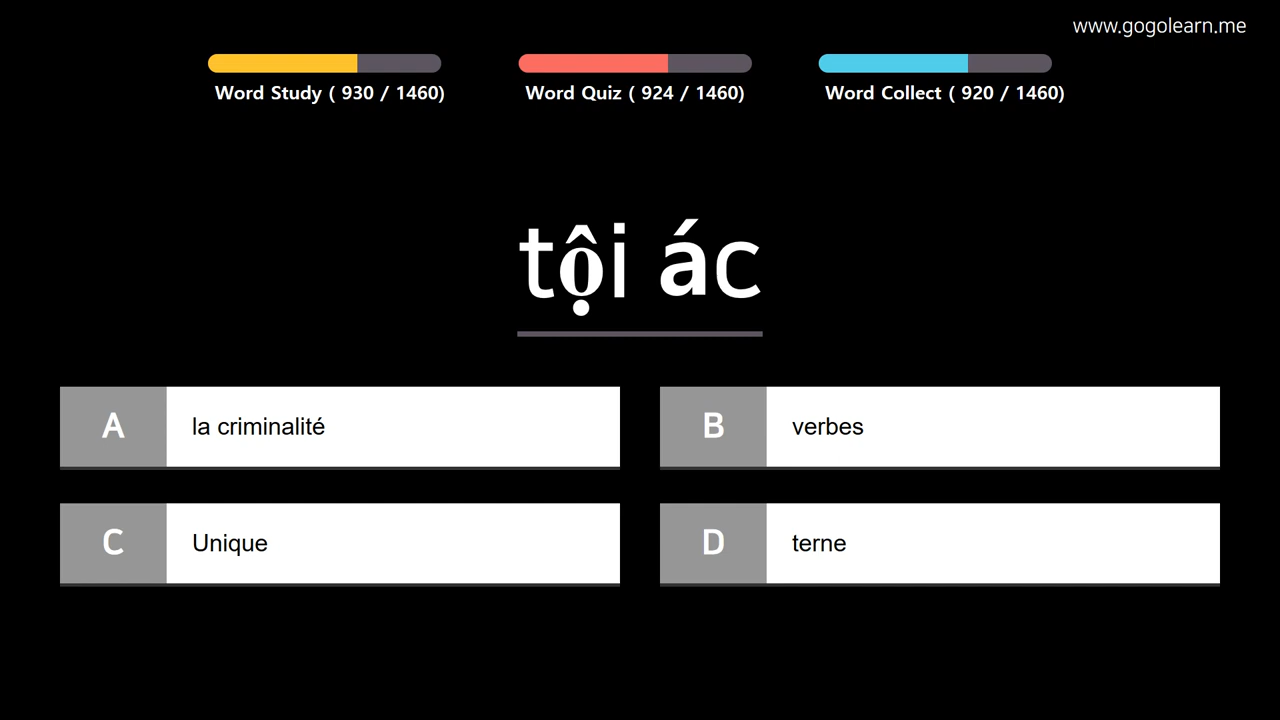 www.gogolearn.me
Word Study ( 930 / 1460)
Word Quiz ( 924 / 1460)
Word Collect ( 920 / 1460)
tội ác
A
la criminalité
B
verbes
C
Unique
D
terne